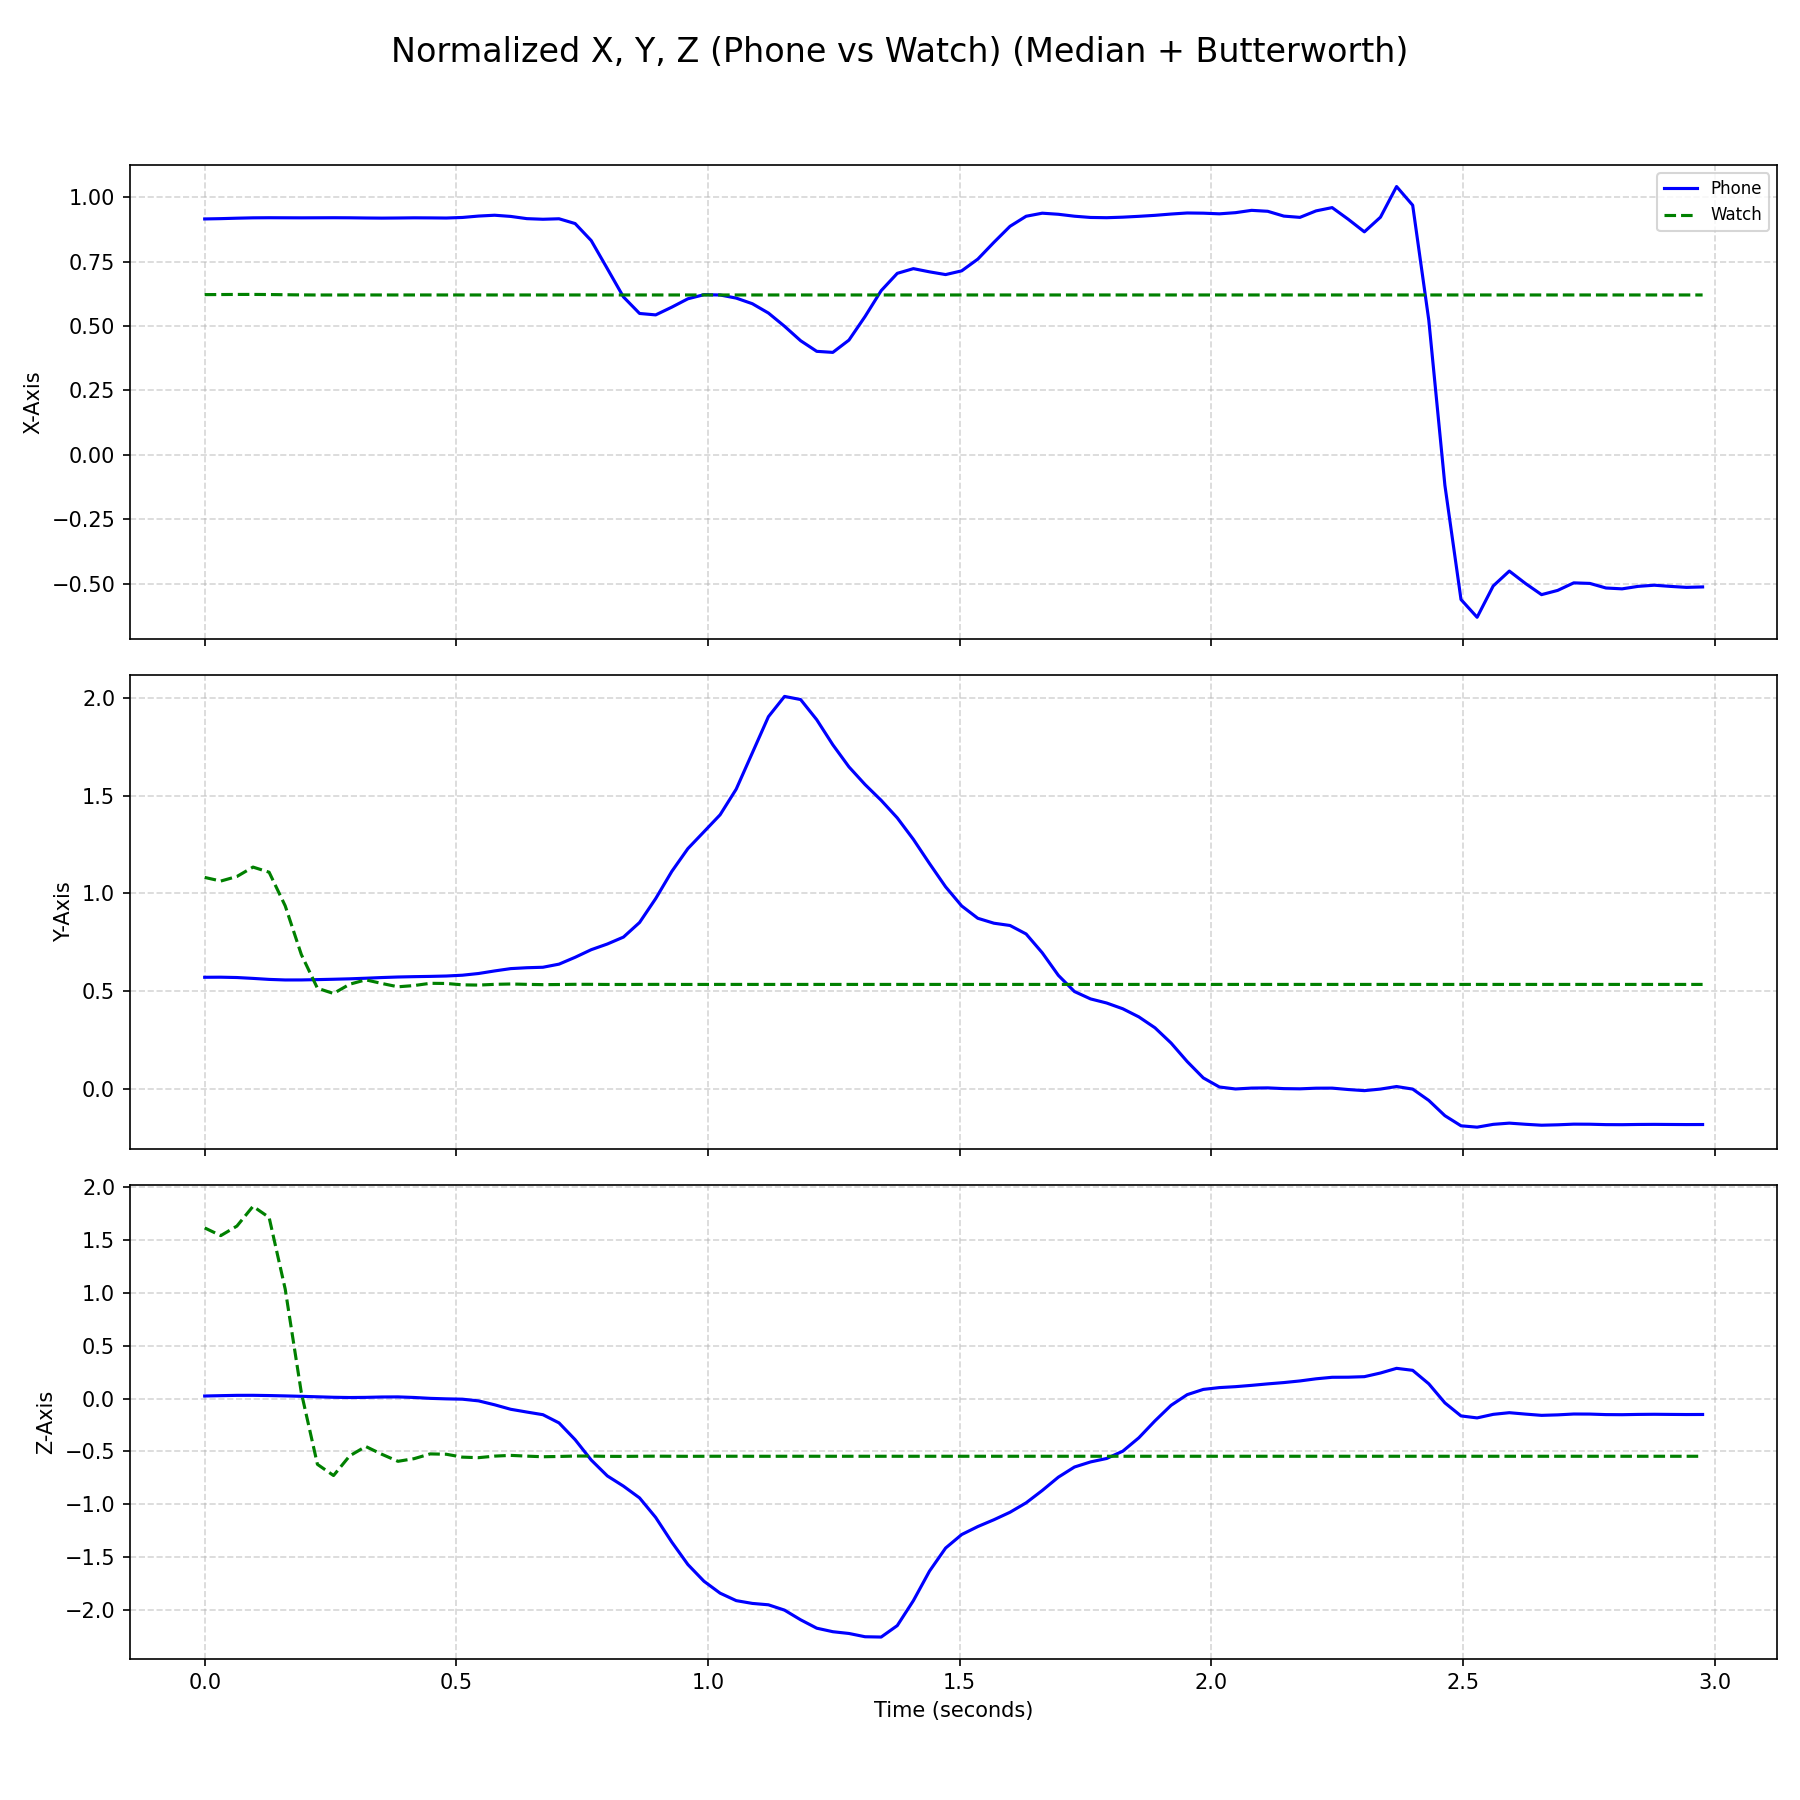 Normalized X, Y, Z (Phone vs Watch) (Median + Butterworth)
Phone
Watch
X-Axis
1.00
0.75
0.50
0.25
0.00
−0.25
−0.50
Y-Axis
2.0
1.5
1.0
0.5
0.0
Z-Axis
2.0
1.5
1.0
0.5
0.0
−0.5
−1.0
−1.5
−2.0
0.0 0.5 1.0 1.5 2.0 2.5 3.0
Time (seconds)